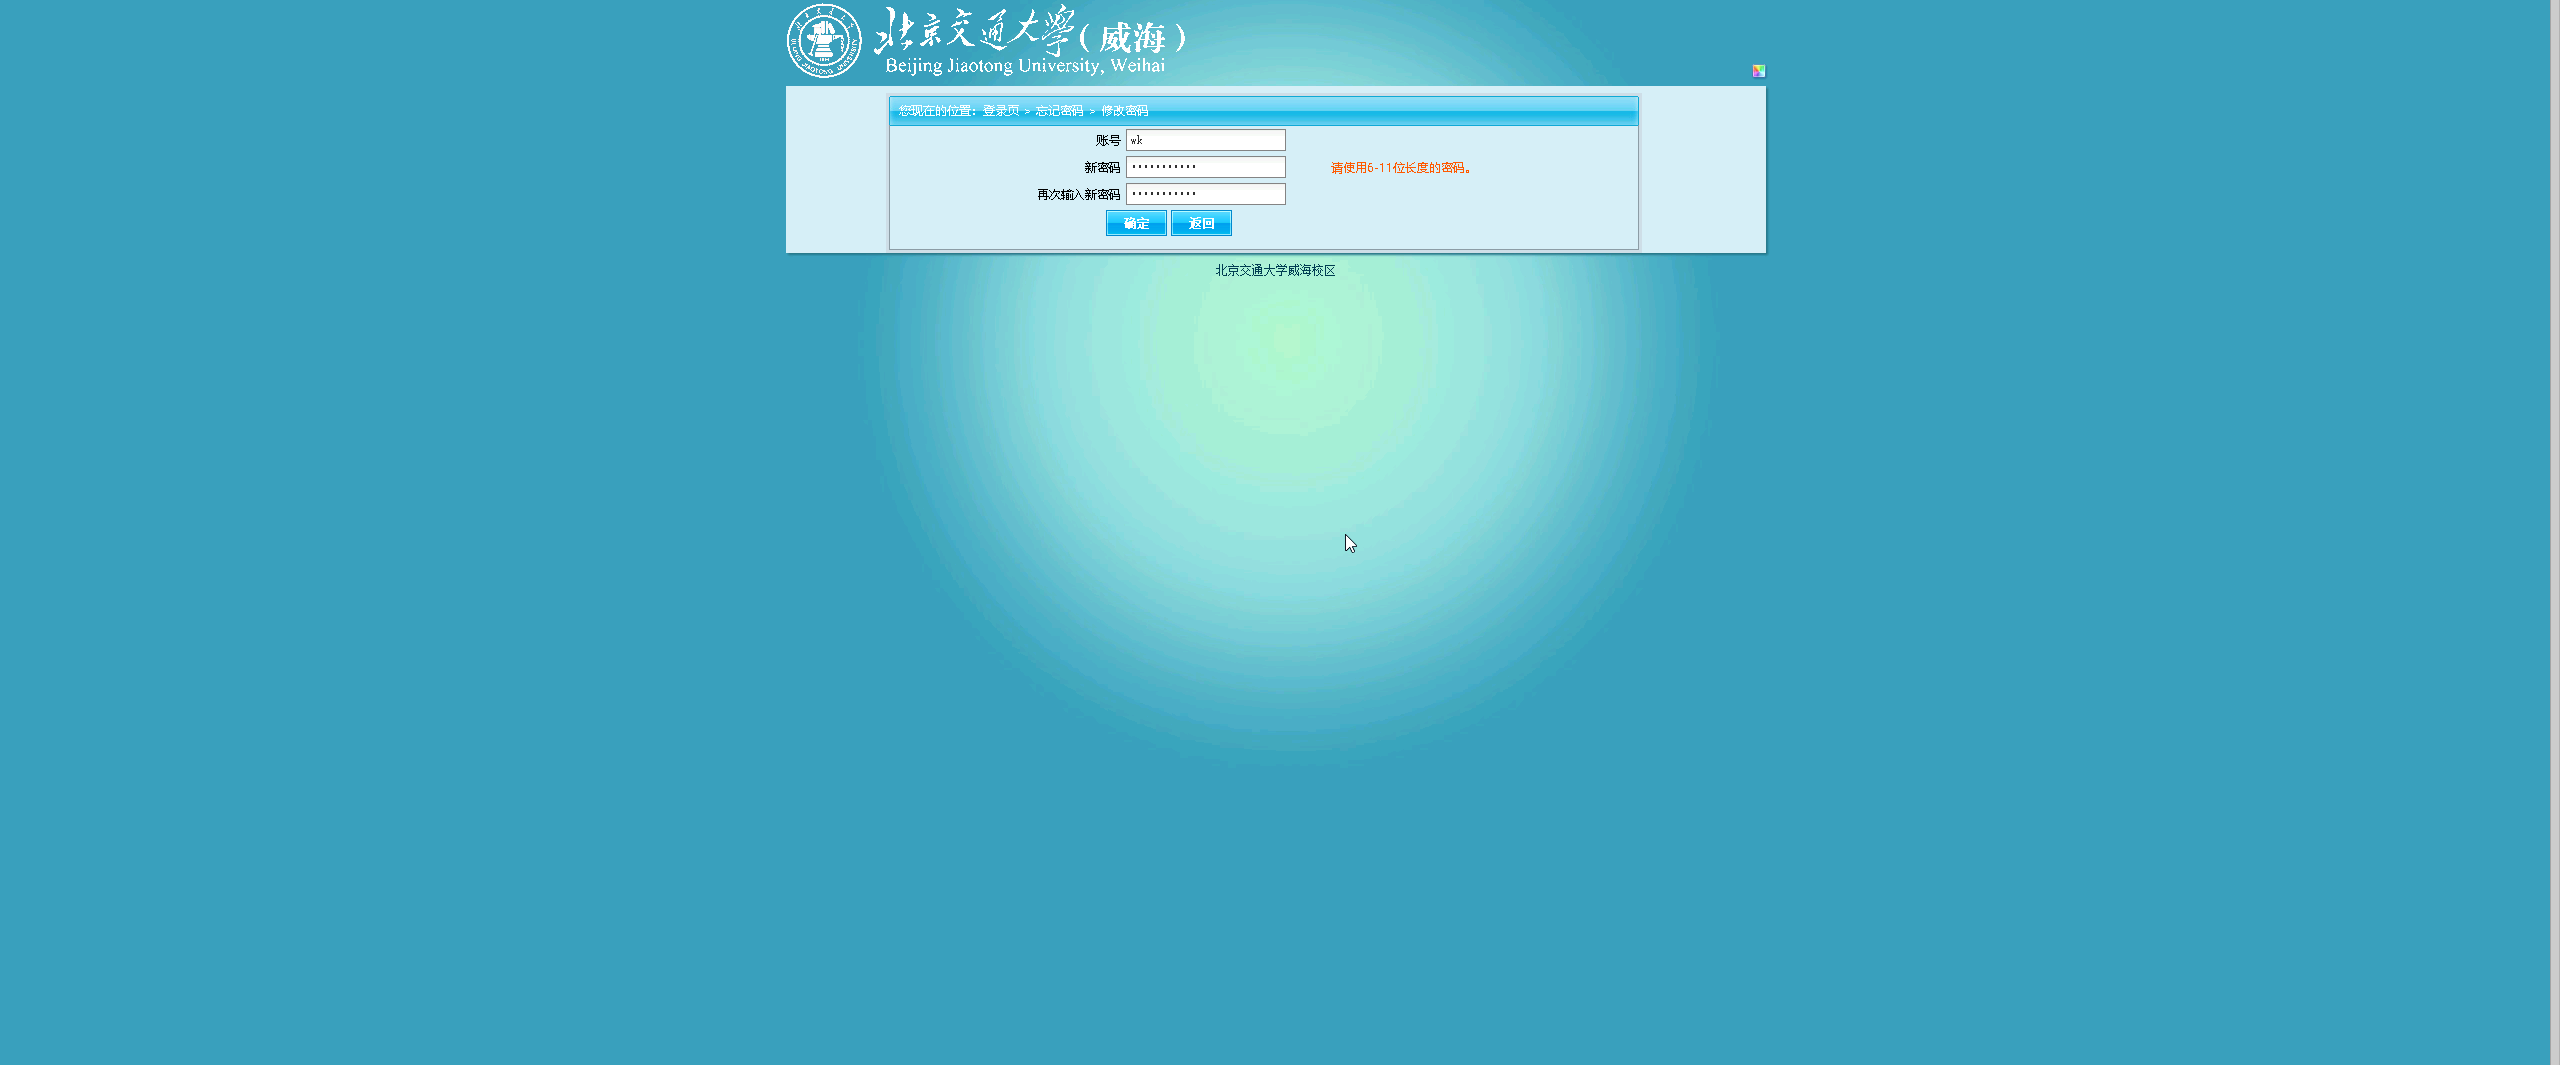 北京交通大学(威海)
Beijing Jiaotong University, Weihai
您现在的位置：登录页 > 忘记密码 > 修改密码
账号 wk
新密码 ··········· 请使用6-11位长度的密码。
再次输入新密码 ···········
确定 返回
北京交通大学威海校区